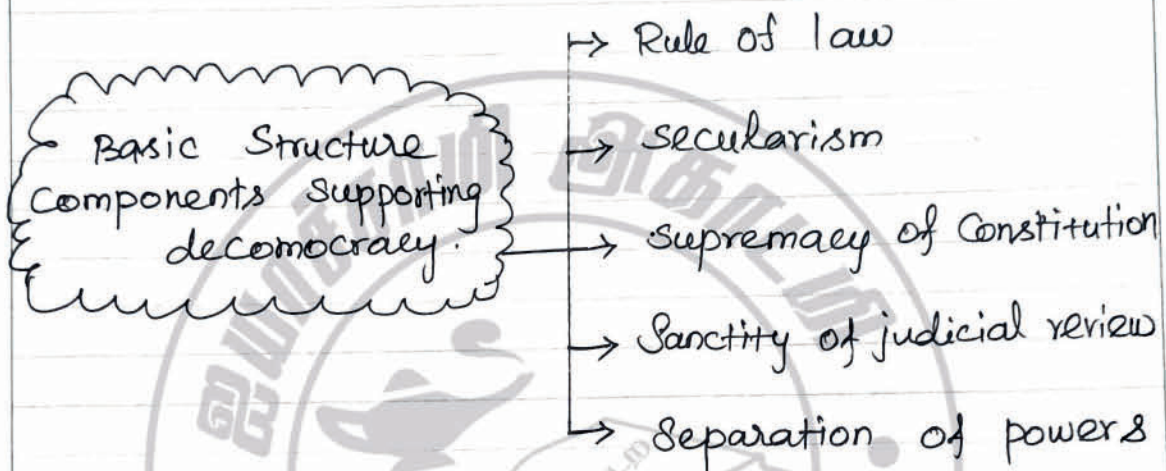 Basic Structure
Components Supporting
decomocracy.
Rule of law
secularism
supremacy of Constitution
Sanctity of judicial review
Separation of powers